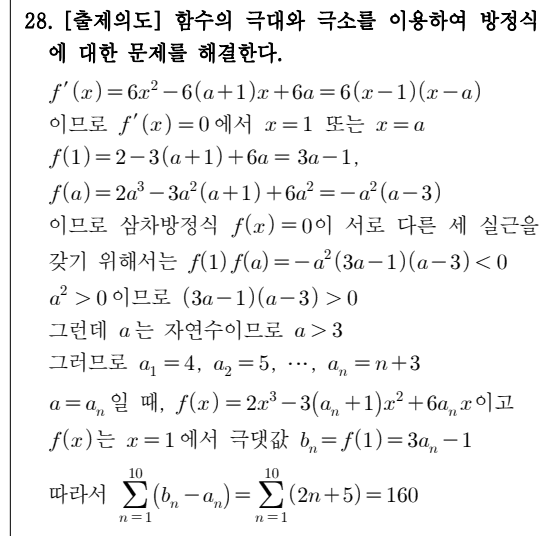 28. [출제의도] 함수의 극대와 극소를 이용하여 방정식
에 대한 문제를 해결한다.
f′(x)=6x²−6(a+1)x+6a=6(x−1)(x−a)
이므로 f′(x)=0에서 x=1 또는 x=a
f(1)=2−3(a+1)+6a=3a−1,
f(a)=2a³−3a²(a+1)+6a²=−a²(a−3)
이므로 삼차방정식 f(x)=0이 서로 다른 세 실근을
갖기 위해서는 f(1)f(a)=−a²(3a−1)(a−3)<0
a²>0이므로 (3a−1)(a−3)>0
그런데 a는 자연수이므로 a>3
그러므로 a₁=4, a₂=5, ⋯, aₙ=n+3
a=aₙ일 때, f(x)=2x³−3(aₙ+1)x²+6aₙx이고
f(x)는 x=1에서 극댓값 bₙ=f(1)=3aₙ−1
따라서 ∑_{n=1}^{10}(bₙ−aₙ)=∑_{n=1}^{10}(2n+5)=160